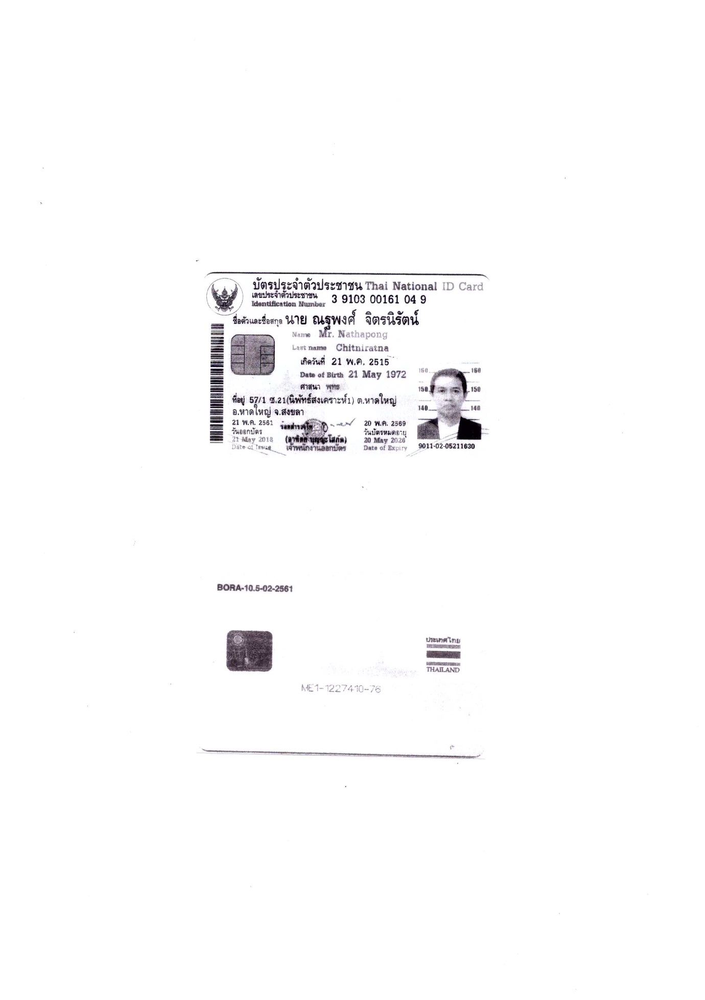 บัตรประจำตัวประชาชน Thai National ID Card
เลขประจำตัวประชาชน
Identification Number 3 9103 00161 04 9
ชื่อตัวและชื่อสกุล นาย ณฐพงศ์ จิตรนิรัตน์
Name Mr. Nathapong
Last name Chitniratna
เกิดวันที่ 21 พ.ค. 2515
Date of Birth 21 May 1972
ศาสนา พุทธ
ที่อยู่ 57/1 ซ.21(นิพัทธ์สงเคราะห์1) ต.หาดใหญ่
อ.หาดใหญ่ จ.สงขลา
21 พ.ค. 2561
วันออกบัตร
21 May 2018
Date of Issue
เจ้าพนักงานออกบัตร
20 พ.ค. 2569
วันบัตรหมดอายุ
20 May 2026
Date of Expiry
160 160
150 150
140 140
9011-02-05211630
BORA-10.5-02-2561
ประเทศไทย
THAILAND
ME1-1227410-76